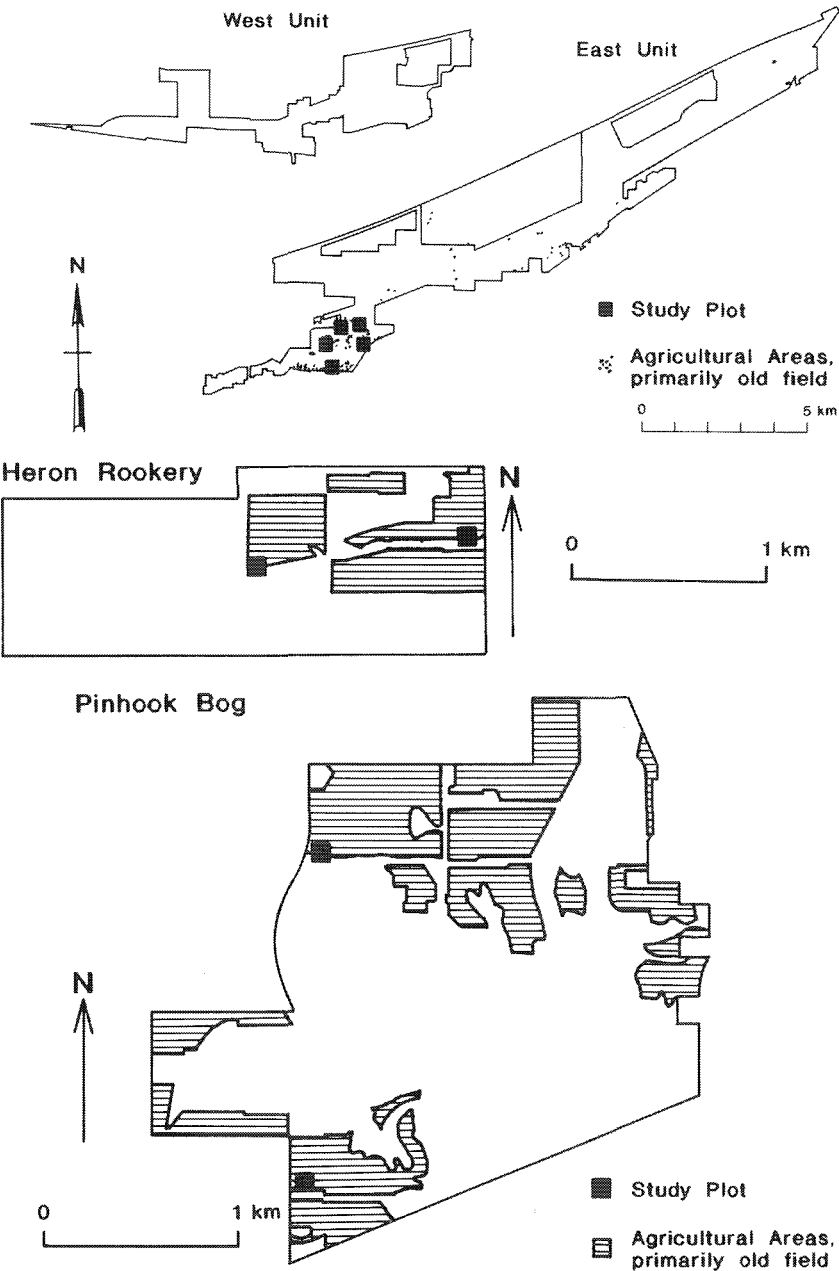 West Unit
East Unit
N
Study Plot
Agricultural Areas,
primarily old field
0 5 km
Heron Rookery
N
0 1 km
Pinhook Bog
N
0 1 km
Study Plot
Agricultural Areas,
primarily old field